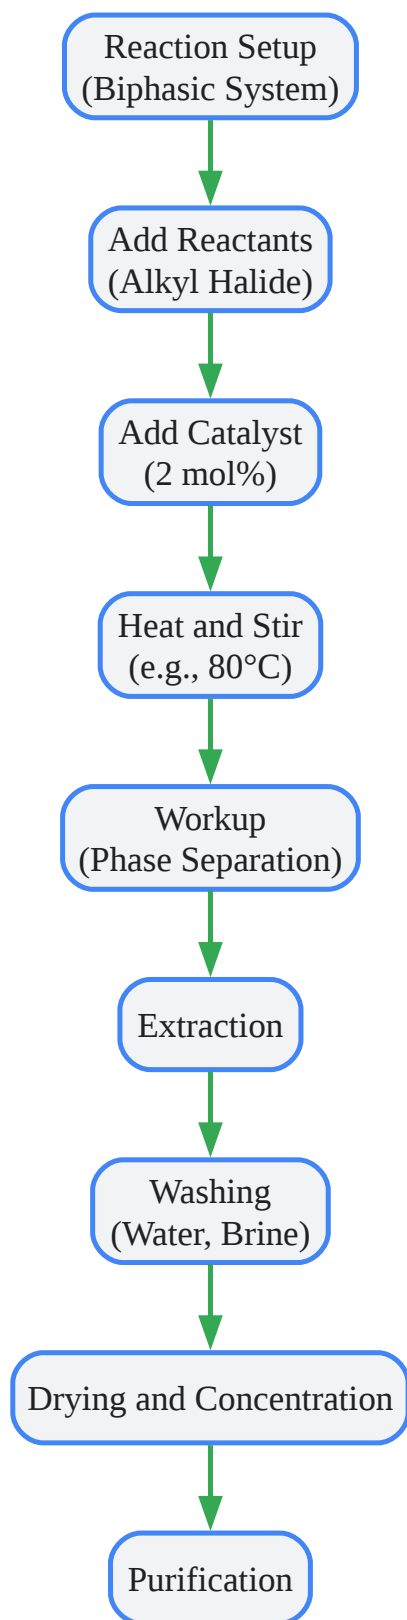 Reaction Setup
(Biphasic System)
Add Reactants
(Alkyl Halide)
Add Catalyst
(2 mol%)
Heat and Stir
(e.g., 80°C)
Workup
(Phase Separation)
Extraction
Washing
(Water, Brine)
Drying and Concentration
Purification